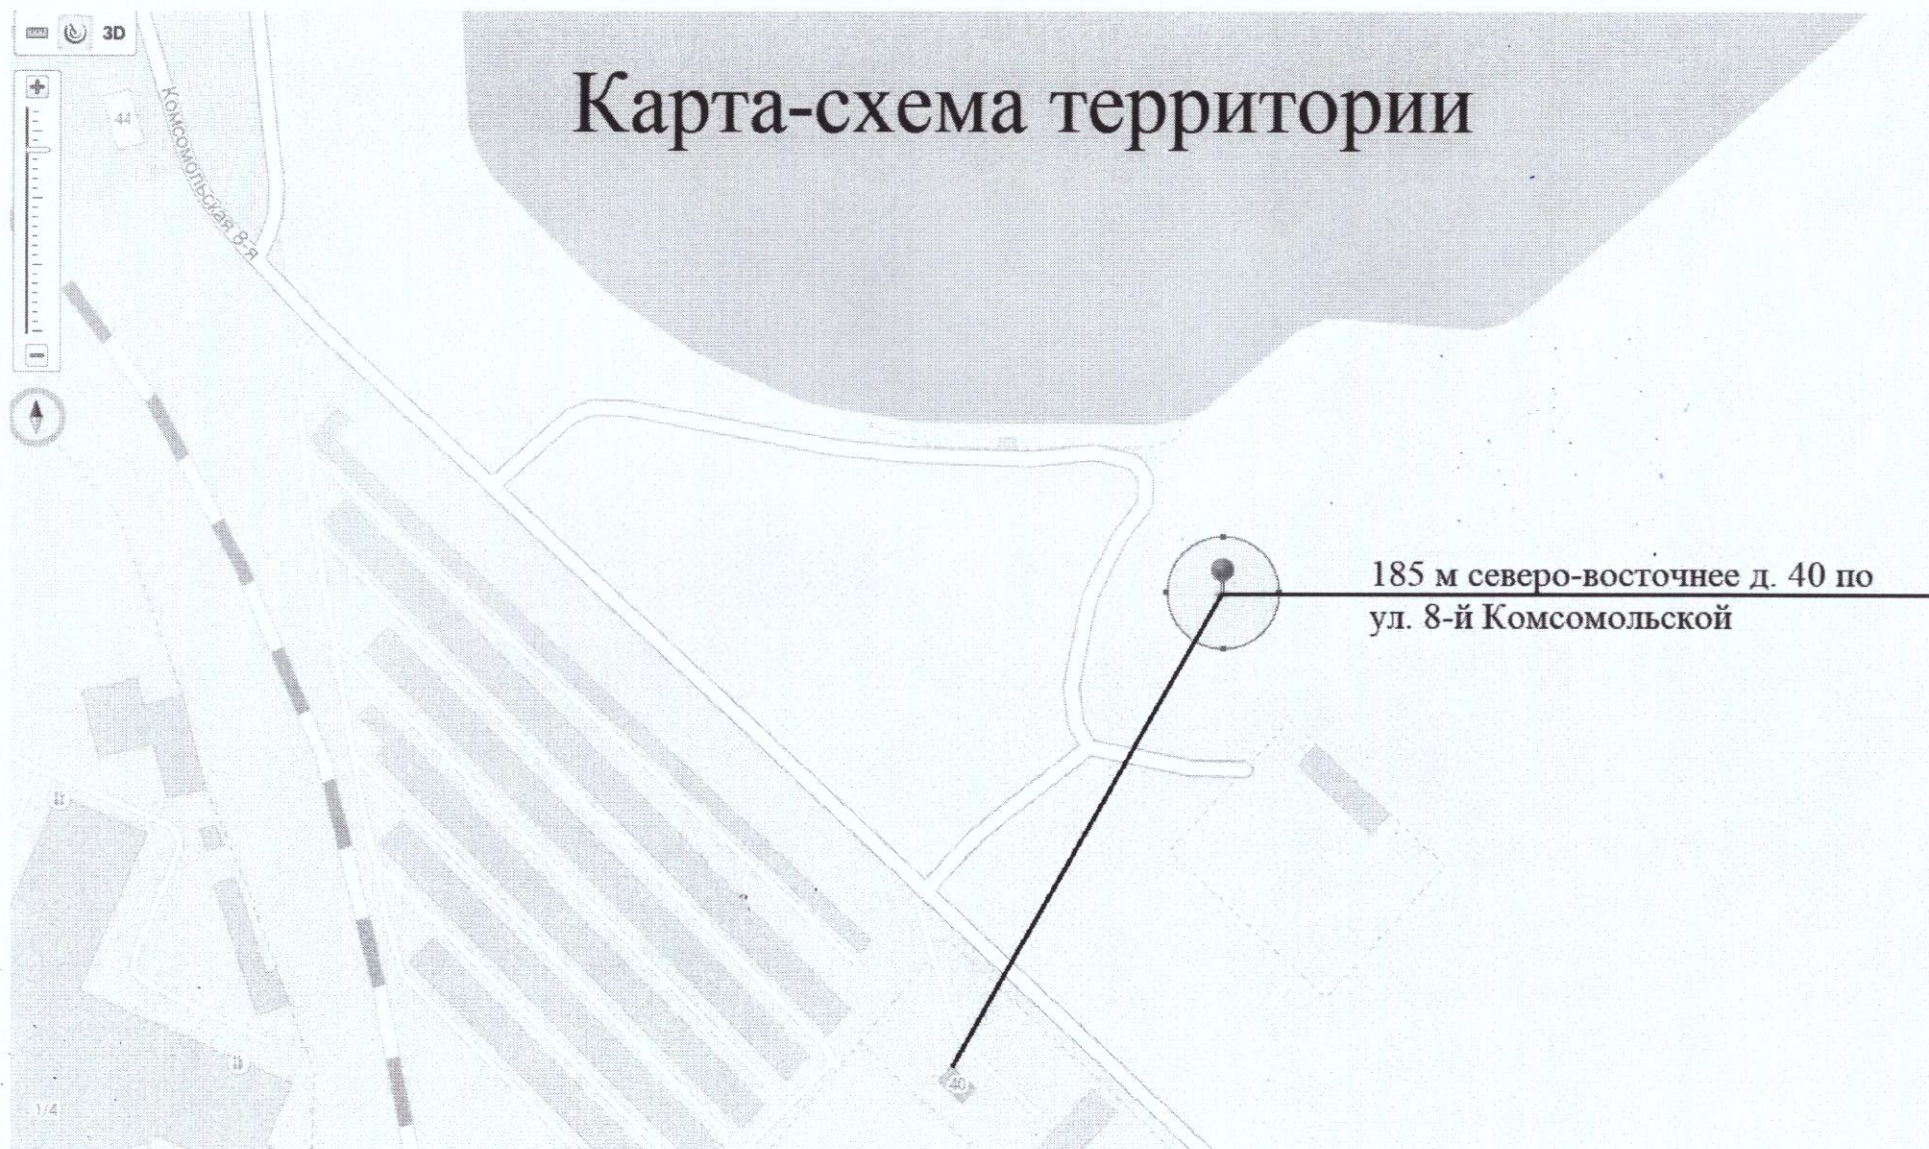 3D
Карта-схема территории
44
Комсомольская 8-я
185 м северо-восточнее д. 40 по
ул. 8-й Комсомольской
40
1/4